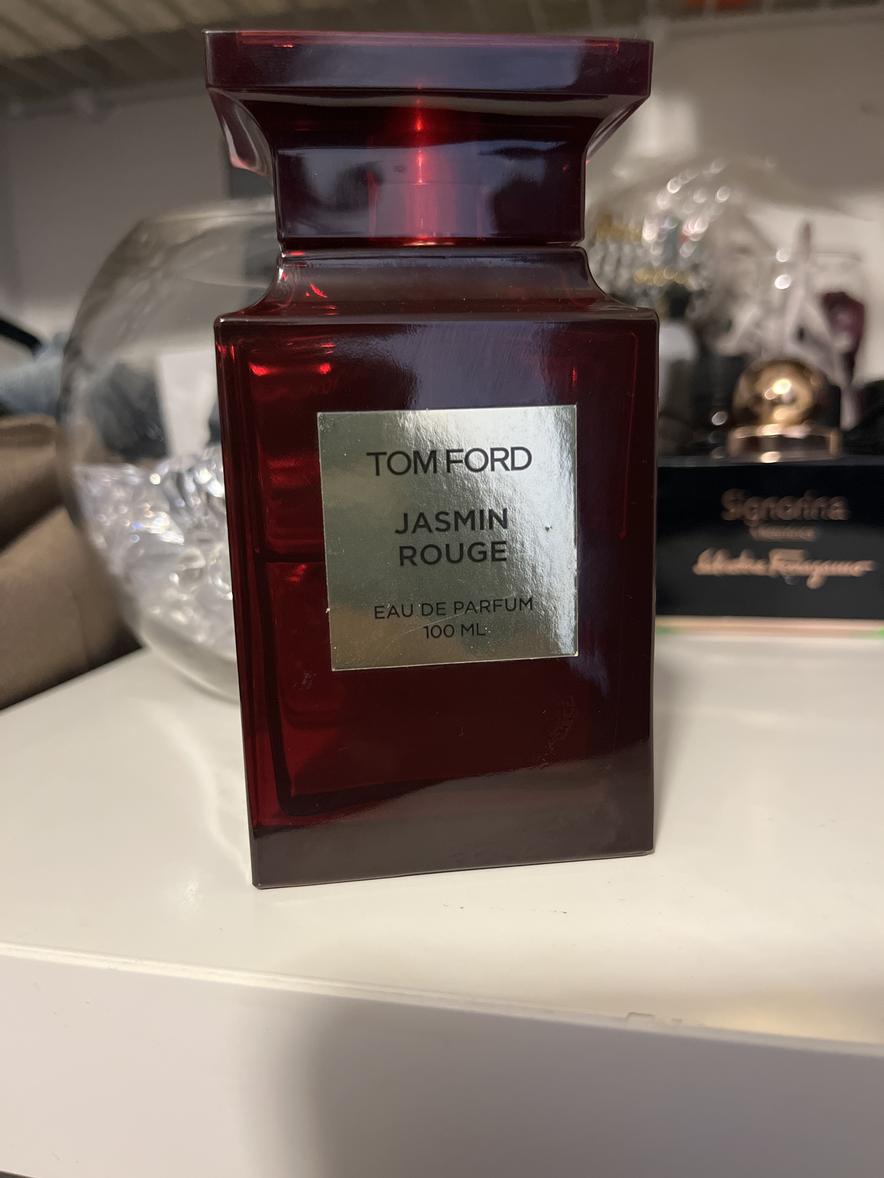 TOM FORD
JASMIN
ROUGE
EAU DE PARFUM
100 ML
Signorina
Salvatore Ferragamo